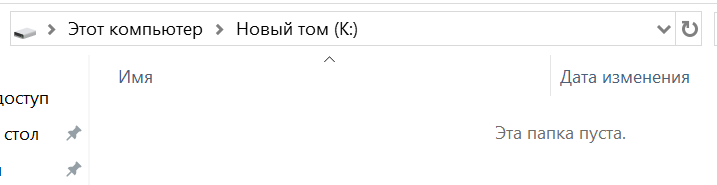 Этот компьютер Новый том (K:)
Имя Дата изменения
доступ
Эта папка пуста.
стол